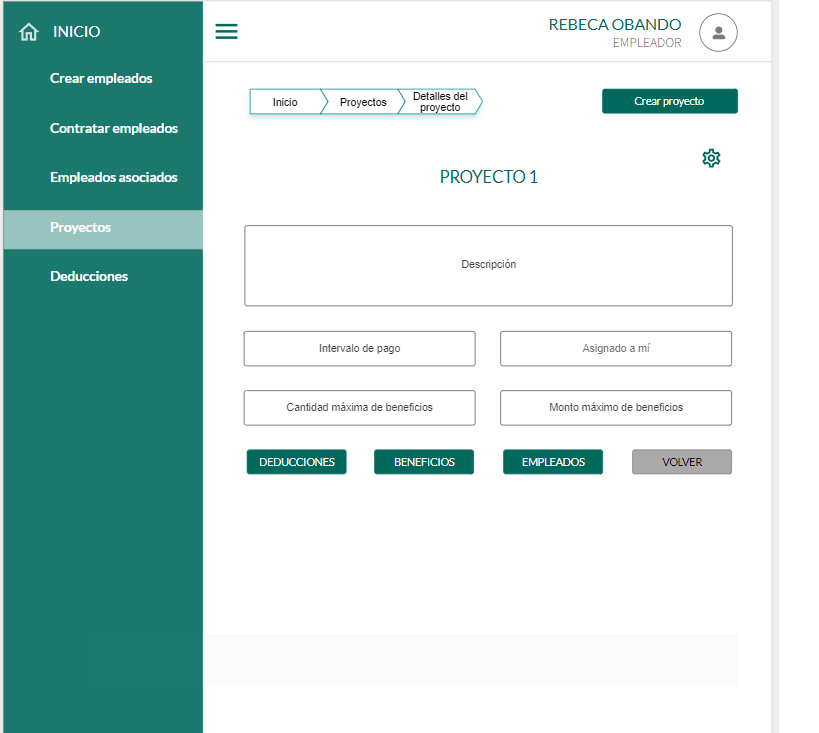 INICIO
Crear empleados
Contratar empleados
Empleados asociados
Proyectos
Deducciones
REBECA OBANDO
EMPLEADOR
Inicio
Proyectos
Detalles del
proyecto
Crear proyecto
PROYECTO 1
Descripción
Intervalo de pago
Asignado a mí
Cantidad máxima de beneficios
Monto máximo de beneficios
DEDUCCIONES
BENEFICIOS
EMPLEADOS
VOLVER